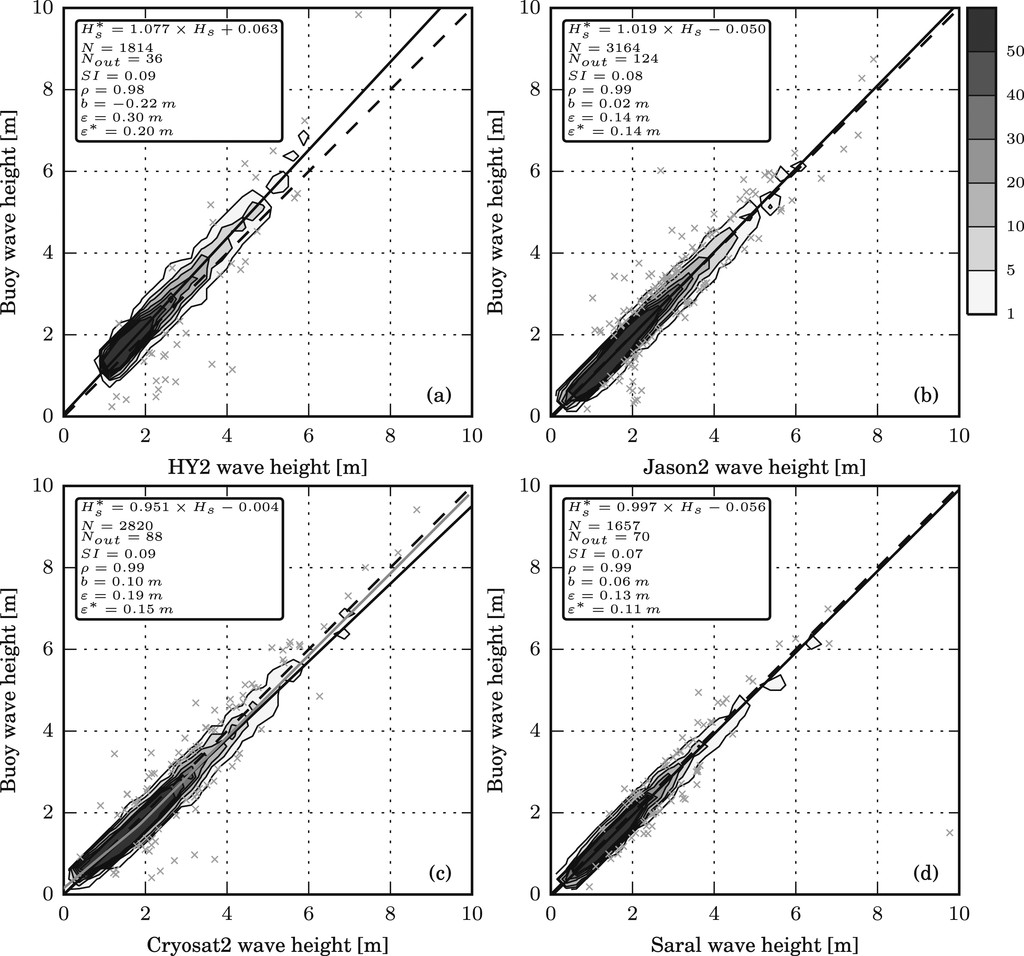 10
8
6
4
2
0
0 2 4 6 8 10
Buoy wave height [m]
HY2 wave height [m]
H*s = 1.077 × Hs + 0.063
N = 1814
Nout = 36
SI = 0.09
ρ = 0.98
b = −0.22 m
ε = 0.30 m
ε* = 0.20 m
(a)
10
8
6
4
2
0
0 2 4 6 8 10
Buoy wave height [m]
Jason2 wave height [m]
H*s = 1.019 × Hs − 0.050
N = 3164
Nout = 124
SI = 0.08
ρ = 0.99
b = 0.02 m
ε = 0.14 m
ε* = 0.14 m
(b)
50
40
30
20
10
5
1
10
8
6
4
2
0
0 2 4 6 8 10
Buoy wave height [m]
Cryosat2 wave height [m]
H*s = 0.951 × Hs − 0.004
N = 2820
Nout = 88
SI = 0.09
ρ = 0.99
b = 0.10 m
ε = 0.19 m
ε* = 0.15 m
(c)
10
8
6
4
2
0
0 2 4 6 8 10
Buoy wave height [m]
Saral wave height [m]
H*s = 0.997 × Hs − 0.056
N = 1657
Nout = 70
SI = 0.07
ρ = 0.99
b = 0.06 m
ε = 0.13 m
ε* = 0.11 m
(d)